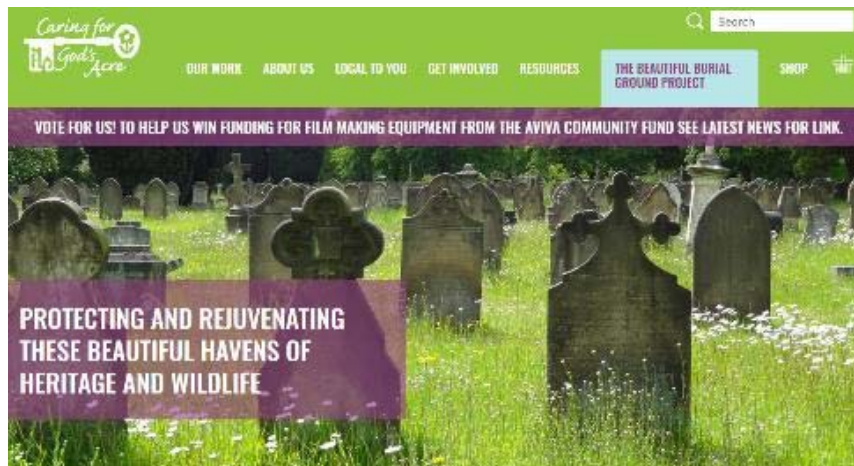 Caring for
God's
Acre
Search
OUR WORK ABOUT US LOCAL TO YOU GET INVOLVED RESOURCES THE BEAUTIFUL BURIAL SHOP
GROUND PROJECT
VOTE FOR US! TO HELP US WIN FUNDING FOR FILM MAKING EQUIPMENT FROM THE AVIVA COMMUNITY FUND SEE LATEST NEWS FOR LINK.
PROTECTING AND REJUVENATING
THESE BEAUTIFUL HAVENS OF
HERITAGE AND WILDLIFE